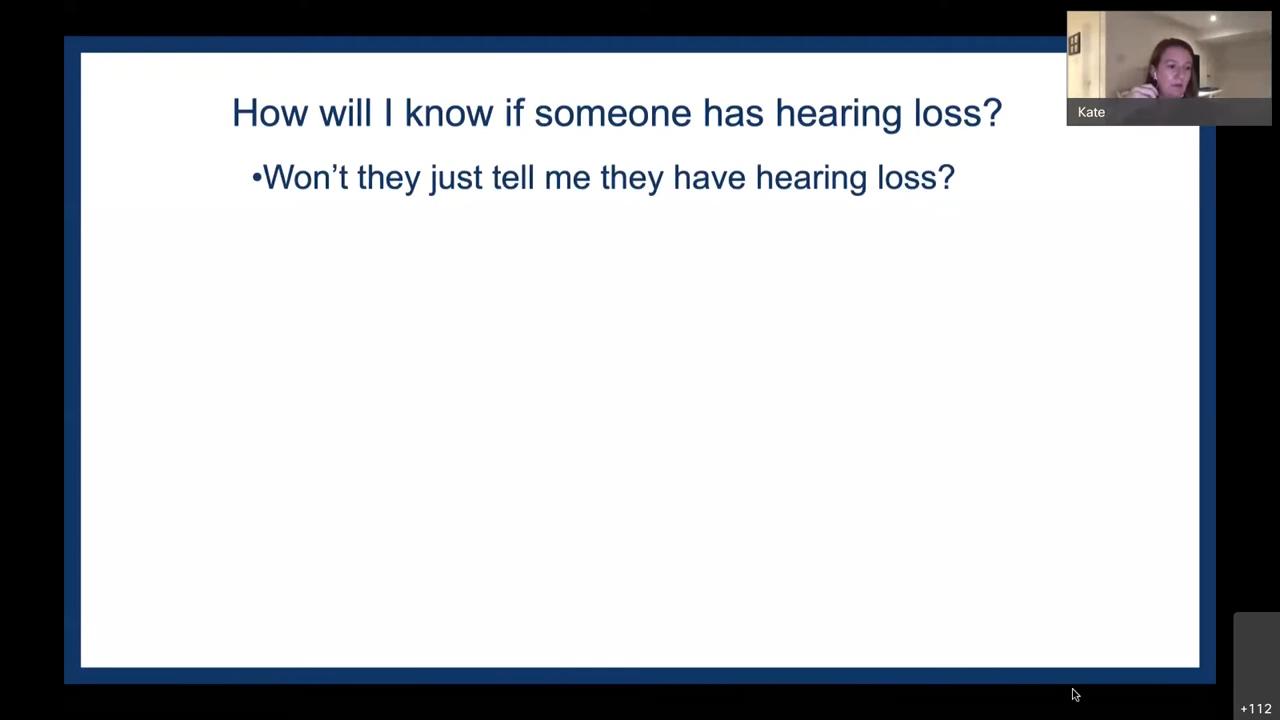 How will I know if someone has hearing loss?
•Won’t they just tell me they have hearing loss?
Kate
+112